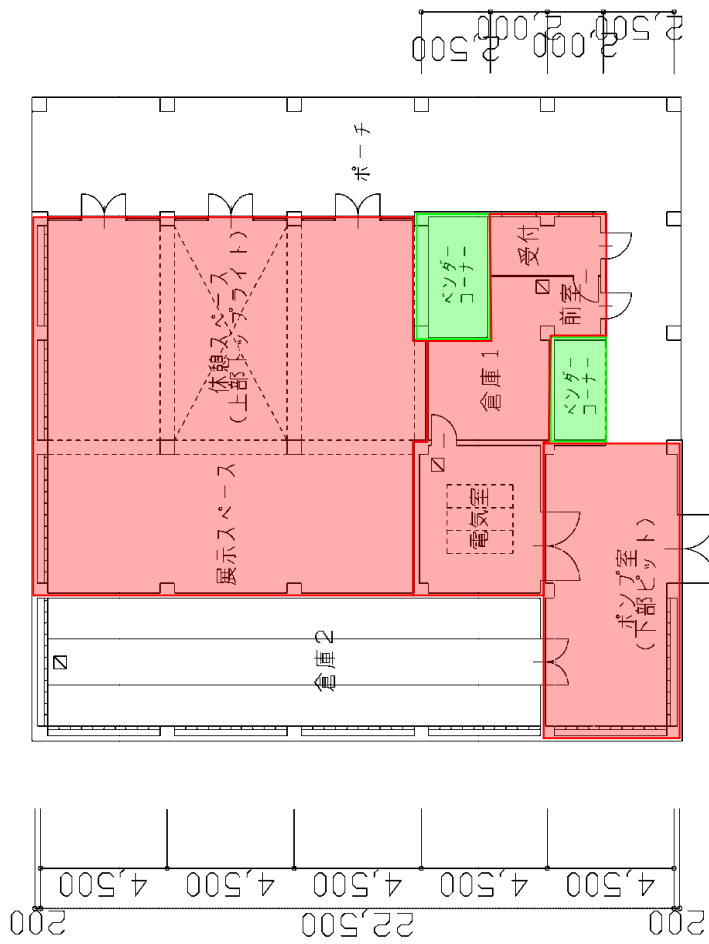 2,500
2,000
2,000
2,500
ポーチ
休憩スペース
(上部トップライト)
ベンダー
コーナー
受付
前室
倉庫1
ベンダー
コーナー
展示スペース
電気室
ポンプ室
(下部ピット)
倉庫2
4,500
4,500
4,500
4,500
4,500
200
22,500
200